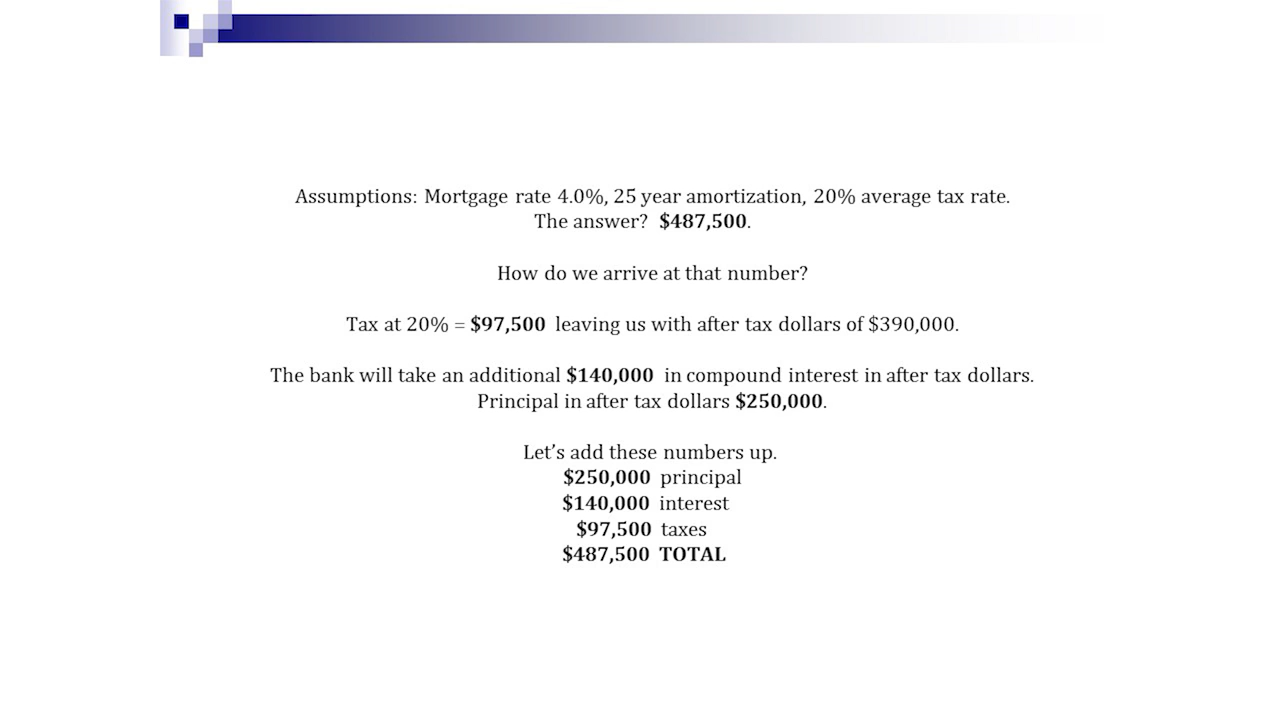 Assumptions: Mortgage rate 4.0%, 25 year amortization, 20% average tax rate.
The answer? $487,500.
How do we arrive at that number?
Tax at 20% = $97,500 leaving us with after tax dollars of $390,000.
The bank will take an additional $140,000 in compound interest in after tax dollars.
Principal in after tax dollars $250,000.
Let’s add these numbers up.
$250,000 principal
$140,000 interest
$97,500 taxes
$487,500 TOTAL